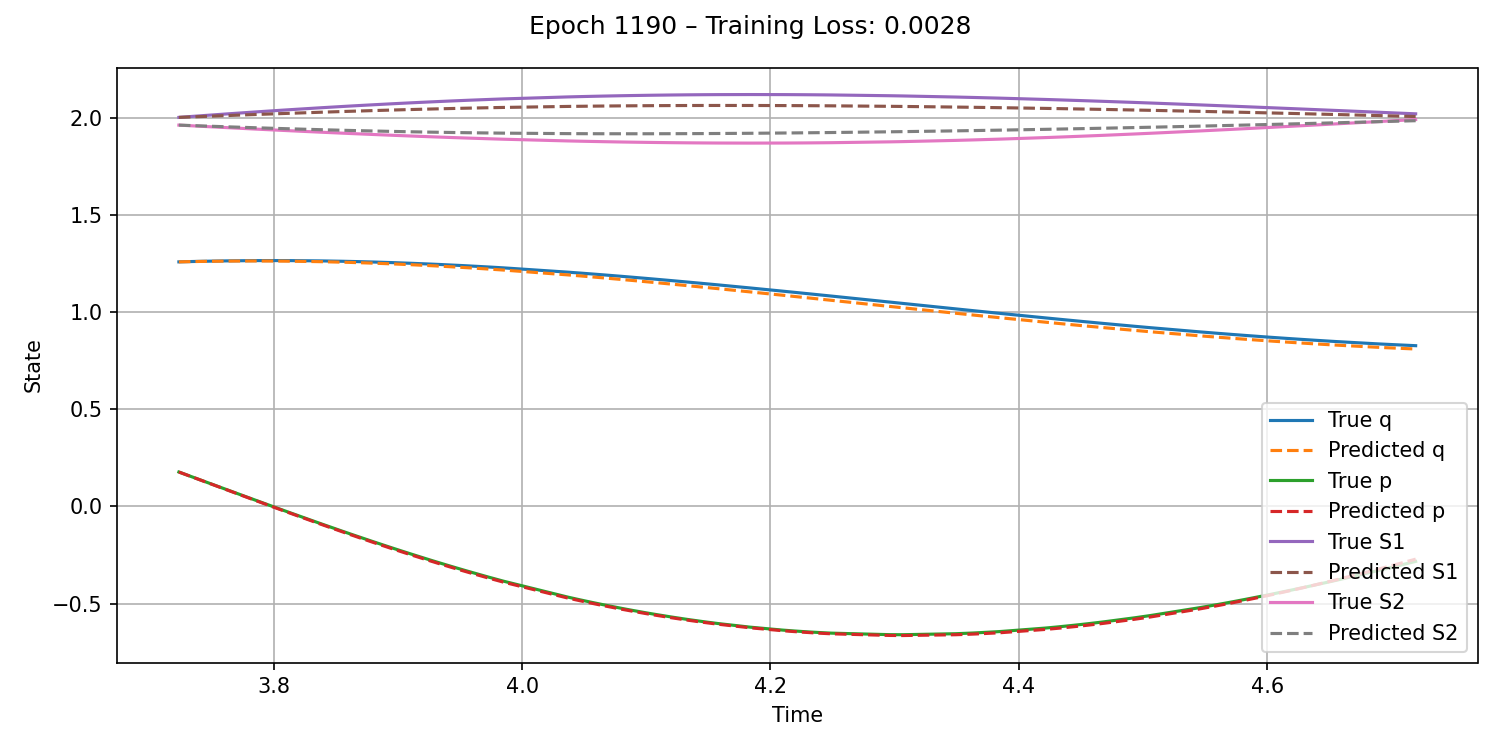 Epoch 1190 – Training Loss: 0.0028
State
2.0
1.5
1.0
0.5
0.0
−0.5
3.8
4.0
4.2
4.4
4.6
Time
True q
Predicted q
True p
Predicted p
True S1
Predicted S1
True S2
Predicted S2